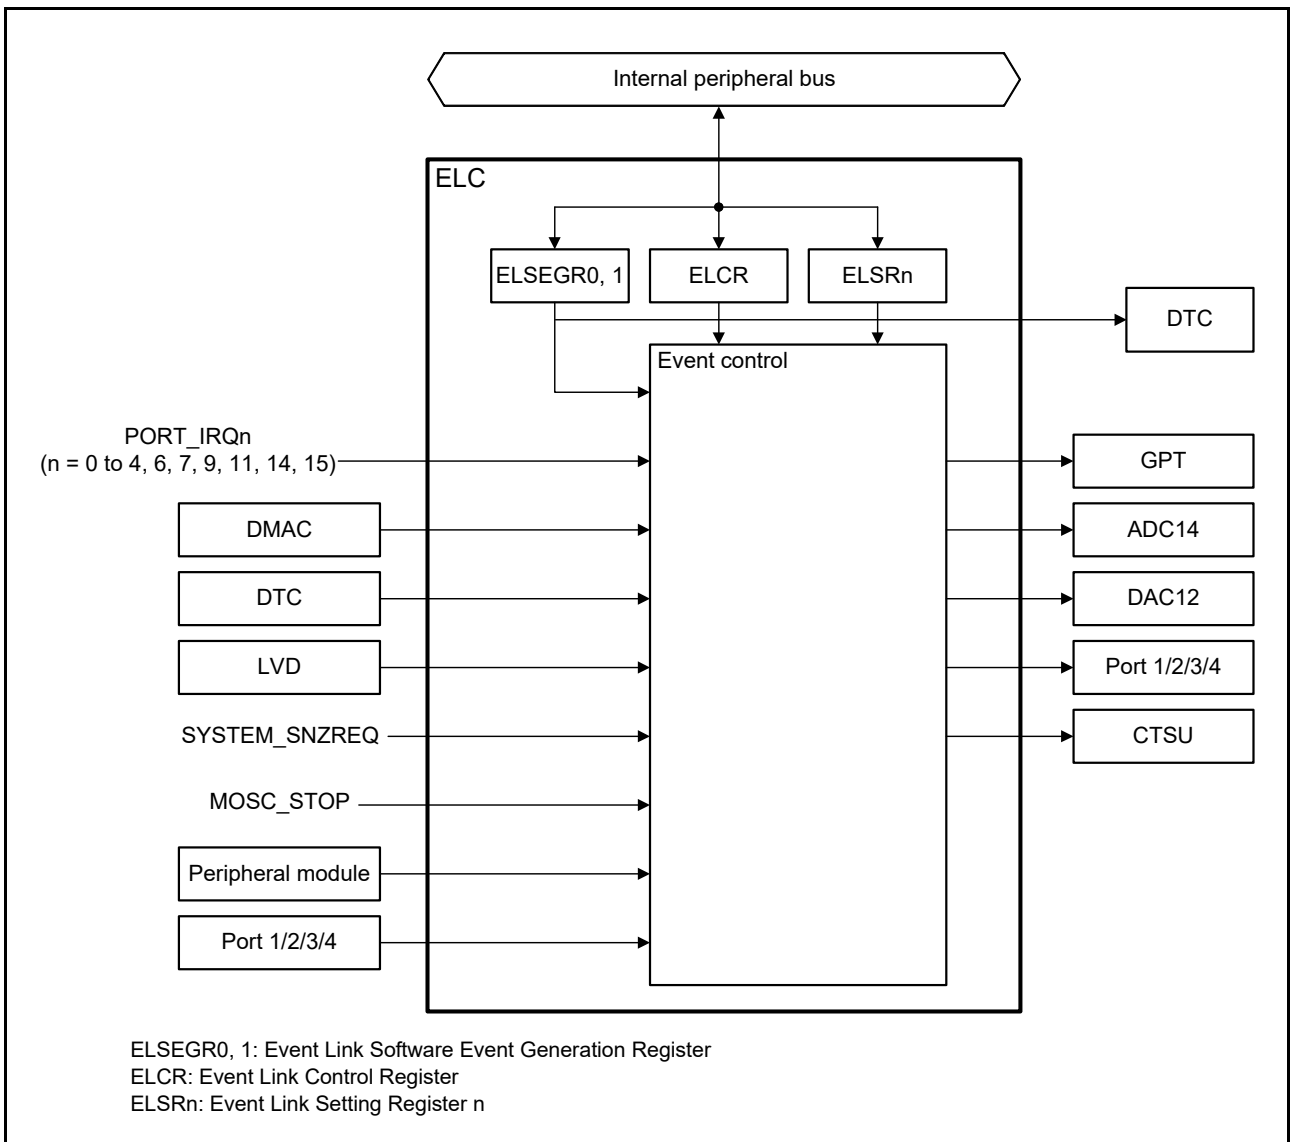 Internal peripheral bus
ELC
ELSEGR0, 1
ELCR
ELSRn
DTC
Event control
PORT_IRQn
(n = 0 to 4, 6, 7, 9, 11, 14, 15)
GPT
DMAC
ADC14
DTC
DAC12
LVD
Port 1/2/3/4
SYSTEM_SNZREQ
CTSU
MOSC_STOP
Peripheral module
Port 1/2/3/4
ELSEGR0, 1: Event Link Software Event Generation Register
ELCR: Event Link Control Register
ELSRn: Event Link Setting Register n